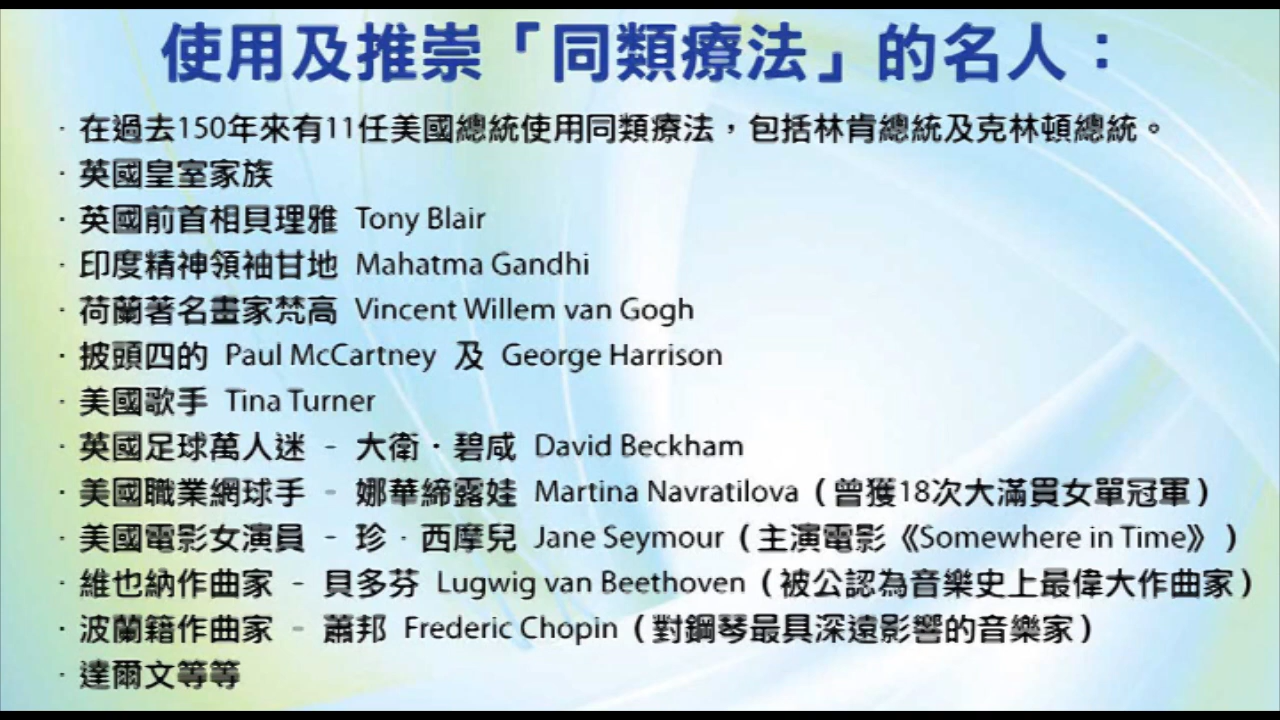 使用及推崇「同類療法」的名人：
· 在過去150年來有11任美國總統使用同類療法，包括林肯總統及克林頓總統。
· 英國皇室家族
· 英國前首相貝理雅 Tony Blair
· 印度精神領袖甘地 Mahatma Gandhi
· 荷蘭著名畫家梵高 Vincent Willem van Gogh
· 披頭四的 Paul McCartney 及 George Harrison
· 美國歌手 Tina Turner
· 英國足球萬人迷 - 大衛・碧咸 David Beckham
· 美國職業網球手 - 娜華締露娃 Martina Navratilova（曾獲18次大滿貫女單冠軍）
· 美國電影女演員 - 珍・西摩兒 Jane Seymour（主演電影《Somewhere in Time》）
· 維也納作曲家 - 貝多芬 Lugwig van Beethoven（被公認為音樂史上最偉大作曲家）
· 波蘭籍作曲家 - 蕭邦 Frederic Chopin（對鋼琴最具深遠影響的音樂家）
· 達爾文等等